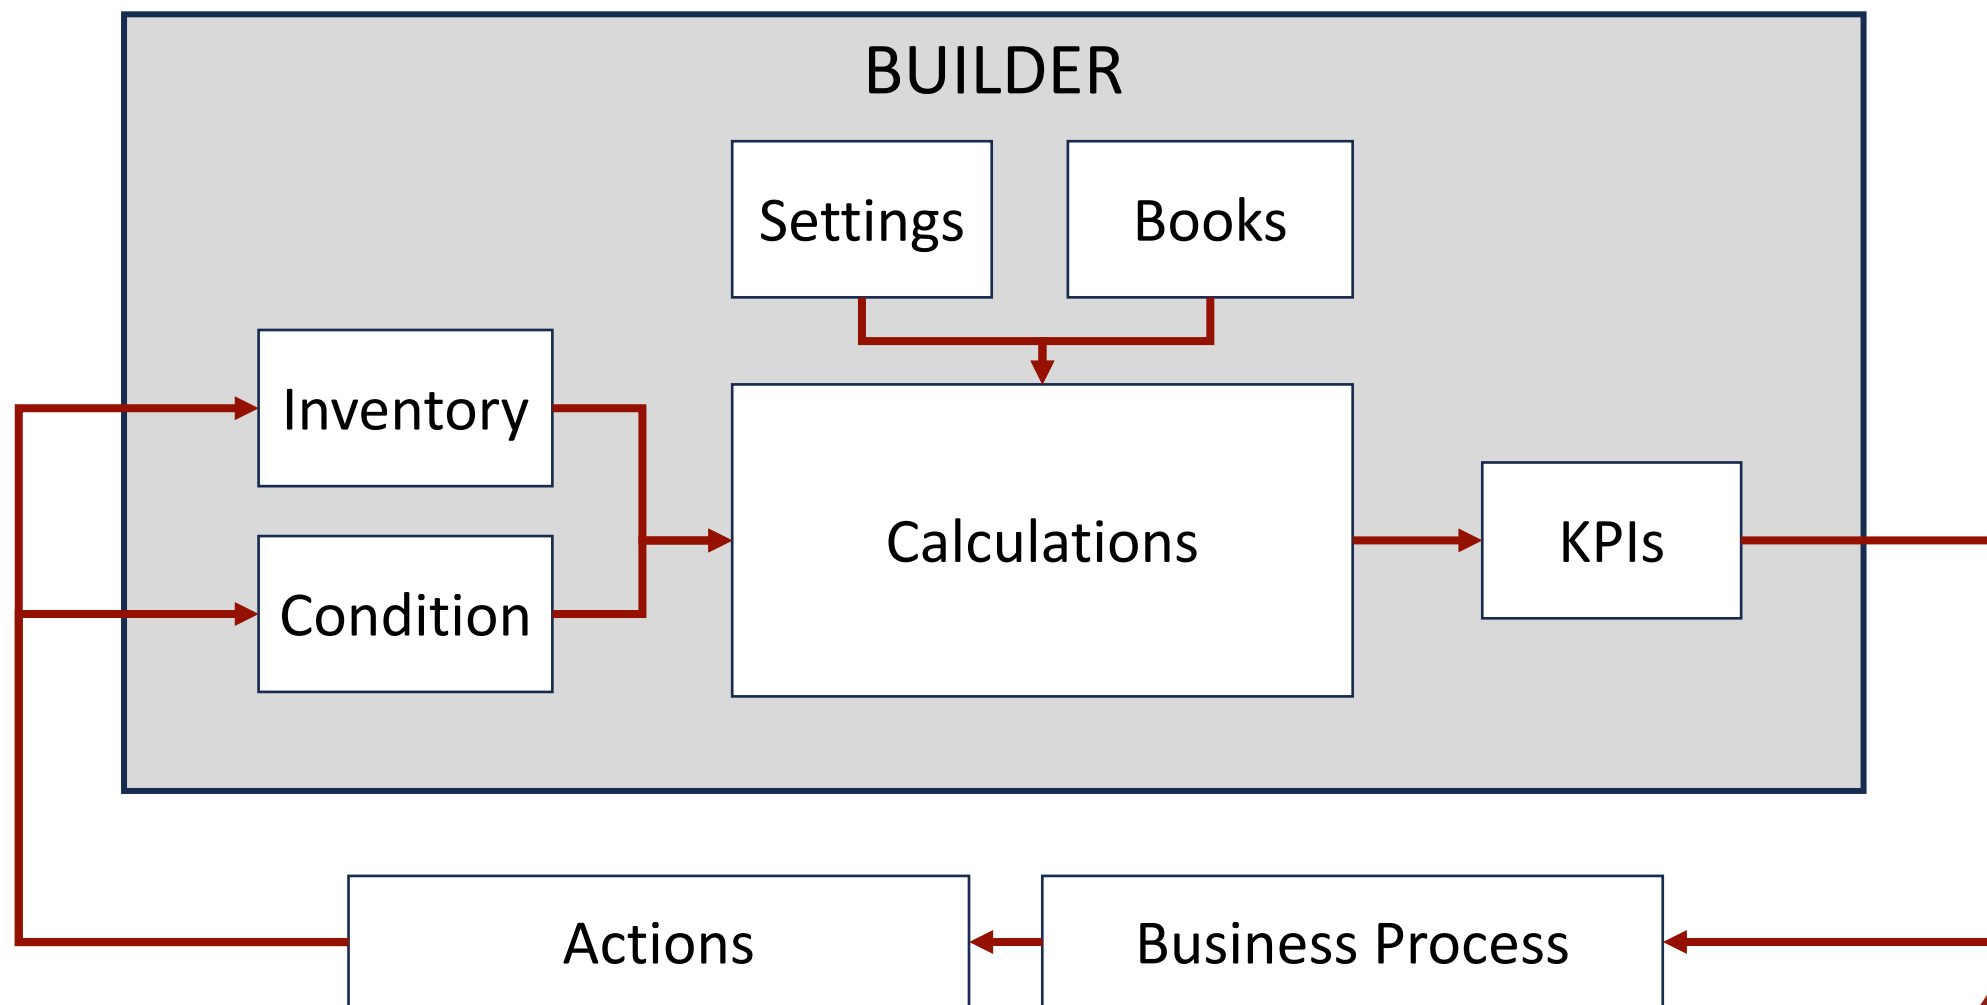 BUILDER
Settings
Books
Inventory
Condition
Calculations
KPIs
Actions
Business Process